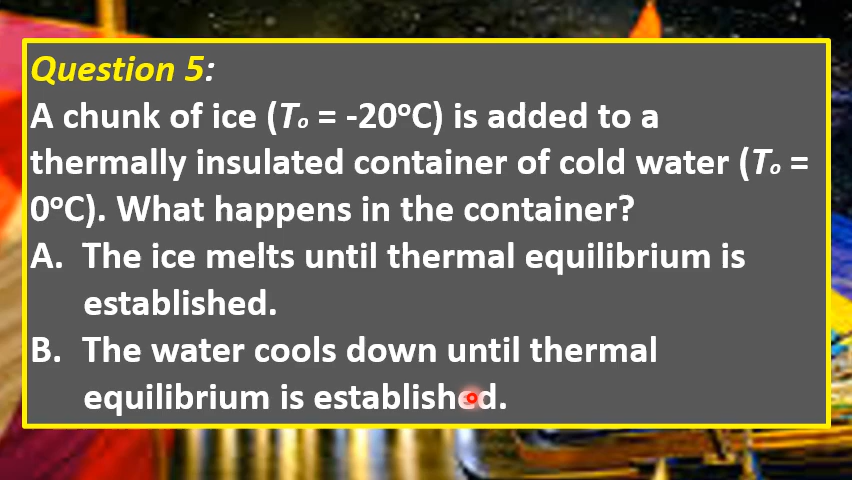 Question 5:
A chunk of ice (Tₒ = -20ºC) is added to a
thermally insulated container of cold water (Tₒ =
0ºC). What happens in the container?
A. The ice melts until thermal equilibrium is
established.
B. The water cools down until thermal
equilibrium is established.